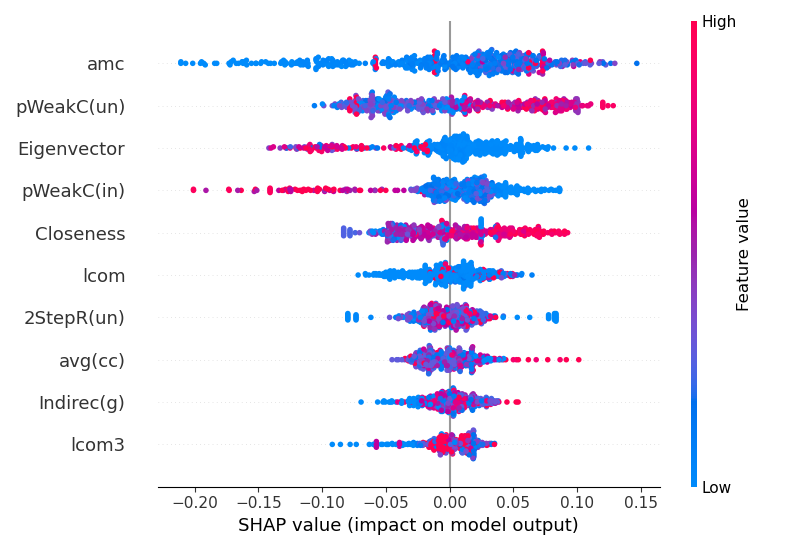 High
amc
pWeakC(un)
Eigenvector
pWeakC(in)
Closeness
lcom
2StepR(un)
avg(cc)
Indirec(g)
lcom3
Feature value
Low
−0.20 −0.15 −0.10 −0.05 0.00 0.05 0.10 0.15
SHAP value (impact on model output)